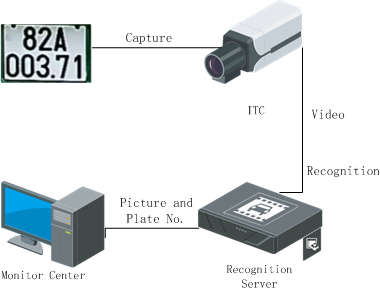 82A
003.71
Capture
ITC
Video
Recognition
Picture and
Plate No.
Monitor Center
Recognition
Server